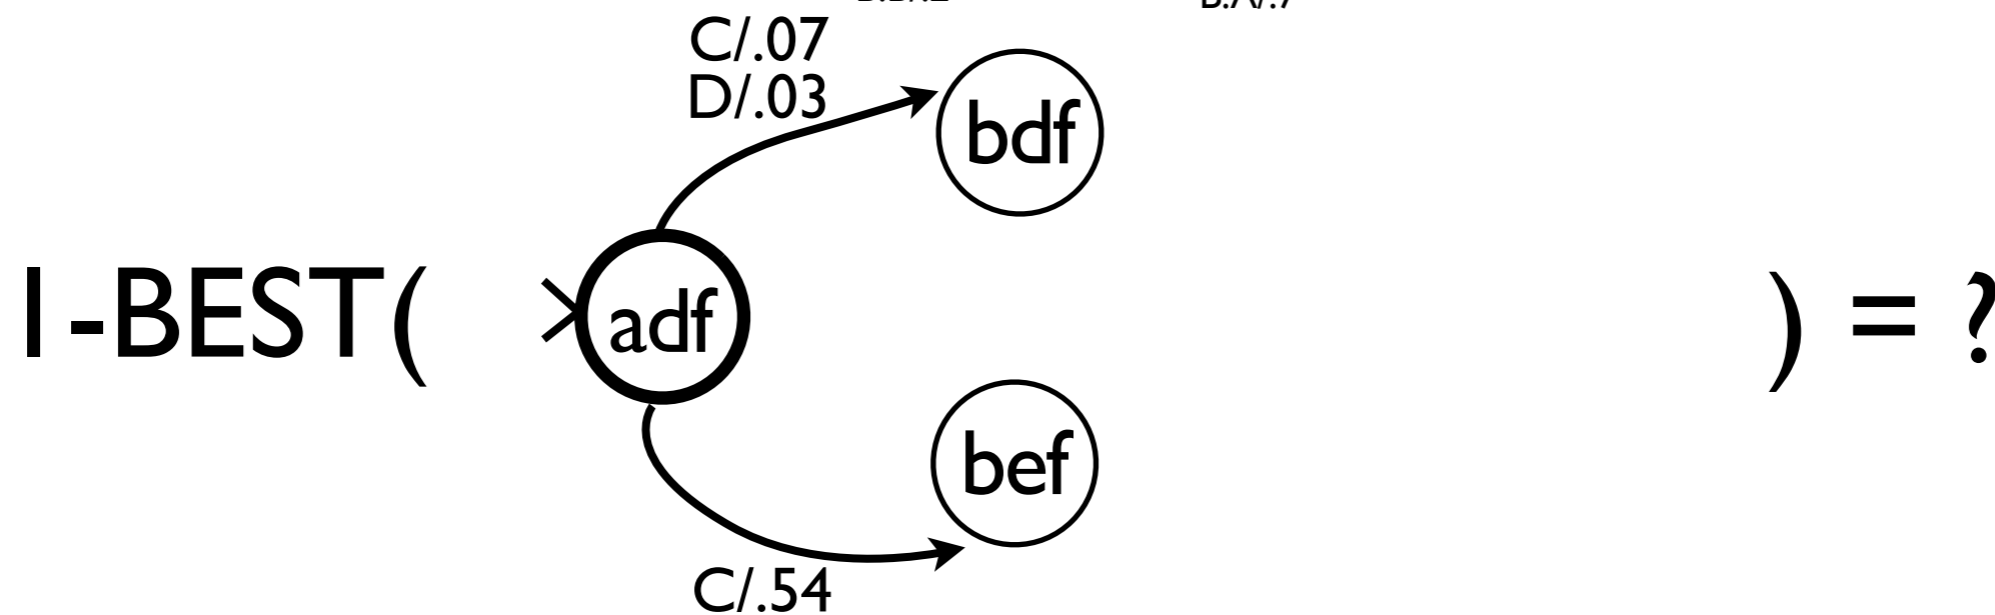 C/.07
D/.03
bdf
1-BEST( adf ) = ?
bef
C/.54